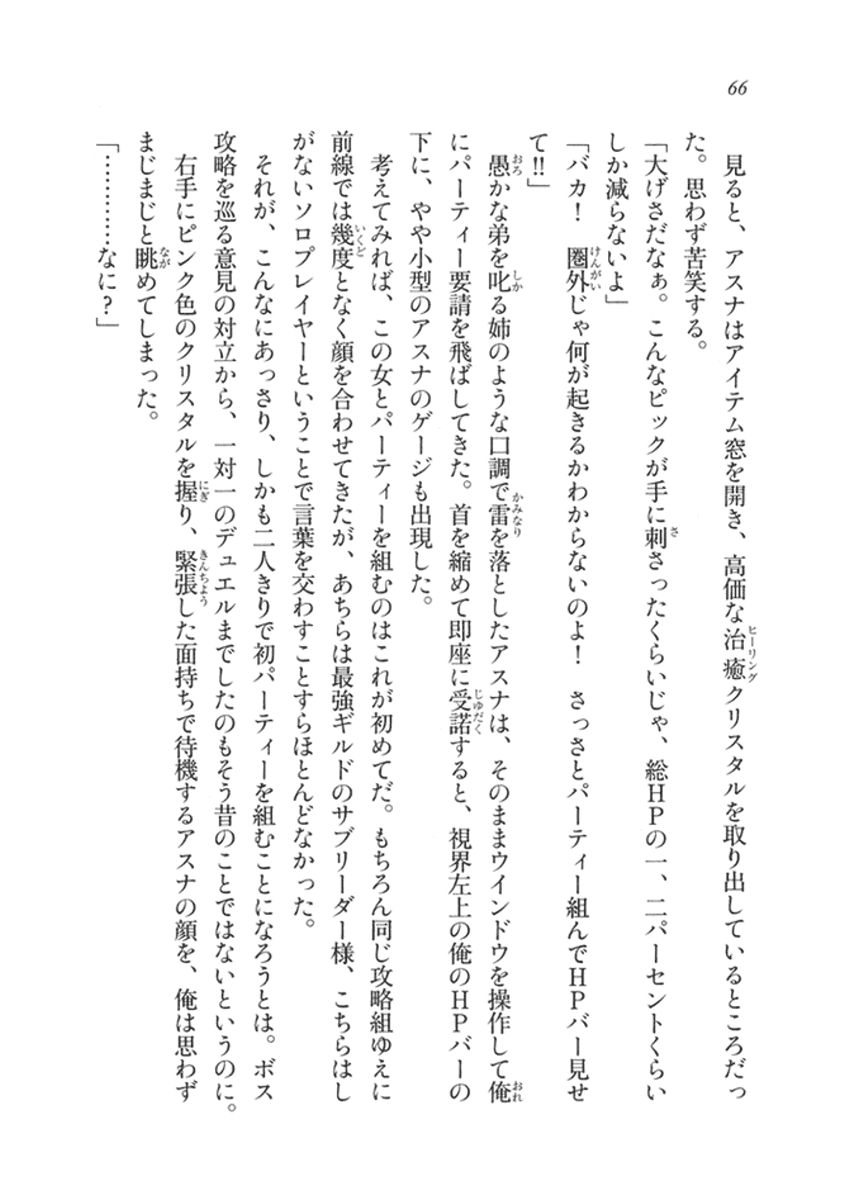 66
見ると、アスナはアイテム窓を開き、高価な治癒クリスタルを取り出しているところだっ
た。思わず苦笑する。
「大げさだなぁ。こんなピックが手に刺さったくらいじゃ、総HPの一、二パーセントくらい
しか減らないよ」
「バカ！　圏外じゃ何が起きるかわからないのよ！　さっさとパーティー組んでHPバー見せ
て!!」
愚かな弟を叱る姉のような口調で雷を落としたアスナは、そのままウインドウを操作して俺
にパーティー要請を飛ばしてきた。首を縮めて即座に受諾すると、視界左上の俺のHPバーの
下に、やや小型のアスナのゲージも出現した。
考えてみれば、この女とパーティーを組むのはこれが初めてだ。もちろん同じ攻略組ゆえに
前線では幾度となく顔を合わせてきたが、あちらは最強ギルドのサブリーダー様、こちらはし
がないソロプレイヤーということで言葉を交わすことすらほとんどなかった。
それが、こんなにあっさり、しかも二人きりで初パーティーを組むことになろうとは。ボス
攻略を巡る意見の対立から、一対一のデュエルまでしたのもそう昔のことではないというのに。
右手にピンク色のクリスタルを握り、緊張した面持ちで待機するアスナの顔を、俺は思わず
まじまじと眺めてしまった。
「…………なに？」